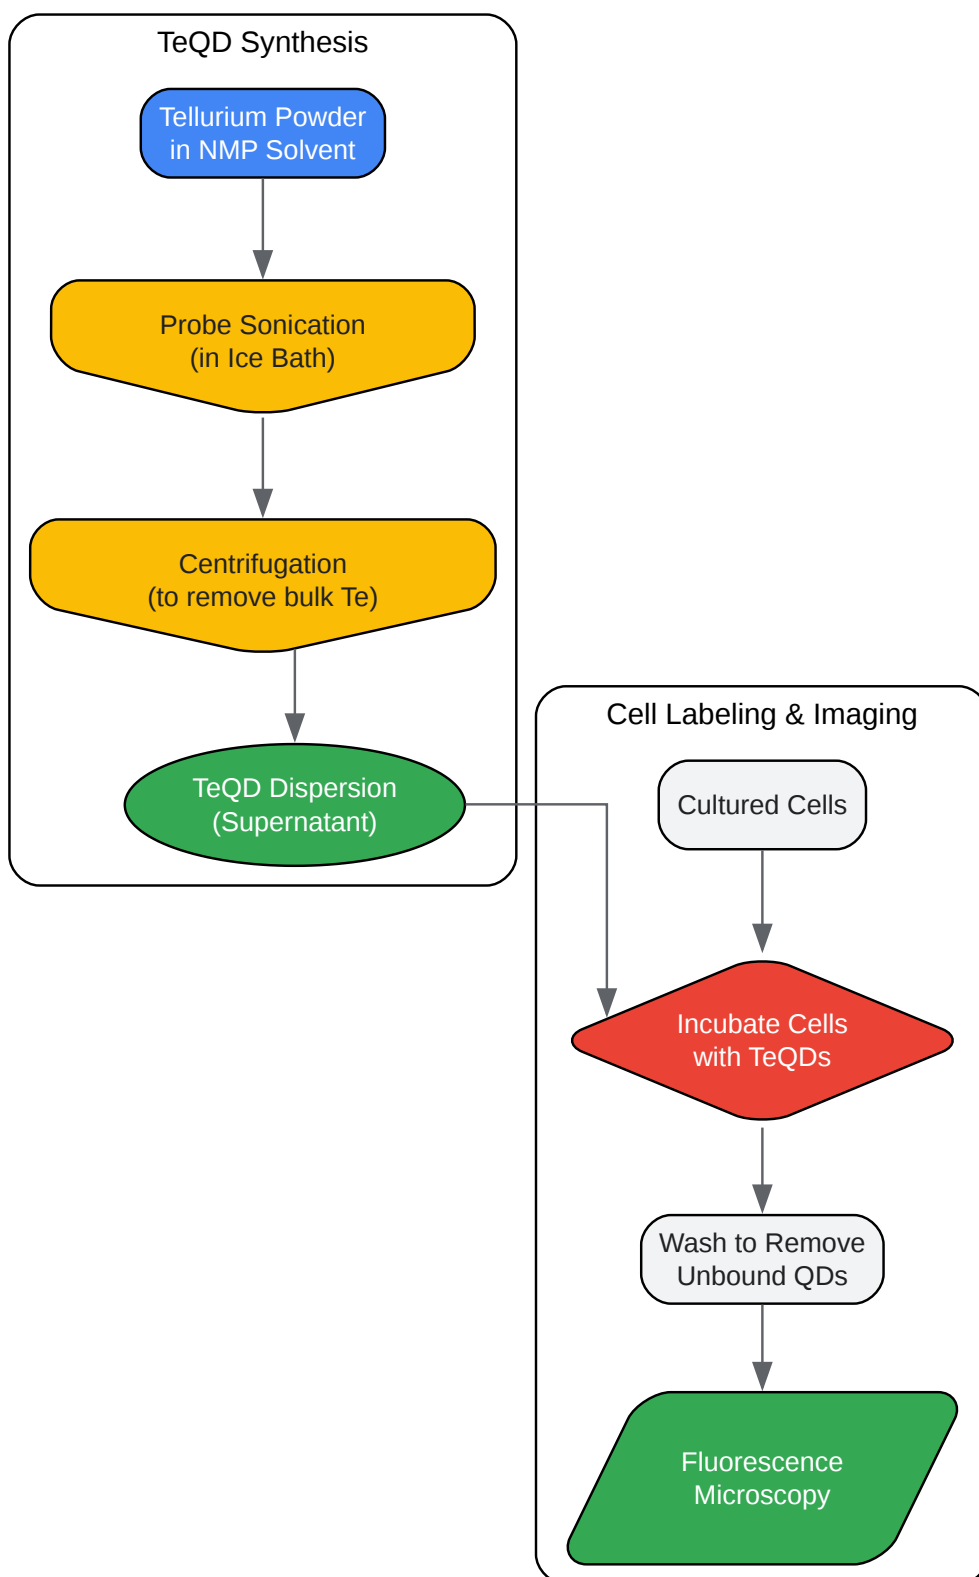 TeQD Synthesis
Tellurium Powder
in NMP Solvent
Probe Sonication
(in Ice Bath)
Centrifugation
(to remove bulk Te)
TeQD Dispersion
(Supernatant)
Cell Labeling & Imaging
Cultured Cells
Incubate Cells
with TeQDs
Wash to Remove
Unbound QDs
Fluorescence
Microscopy